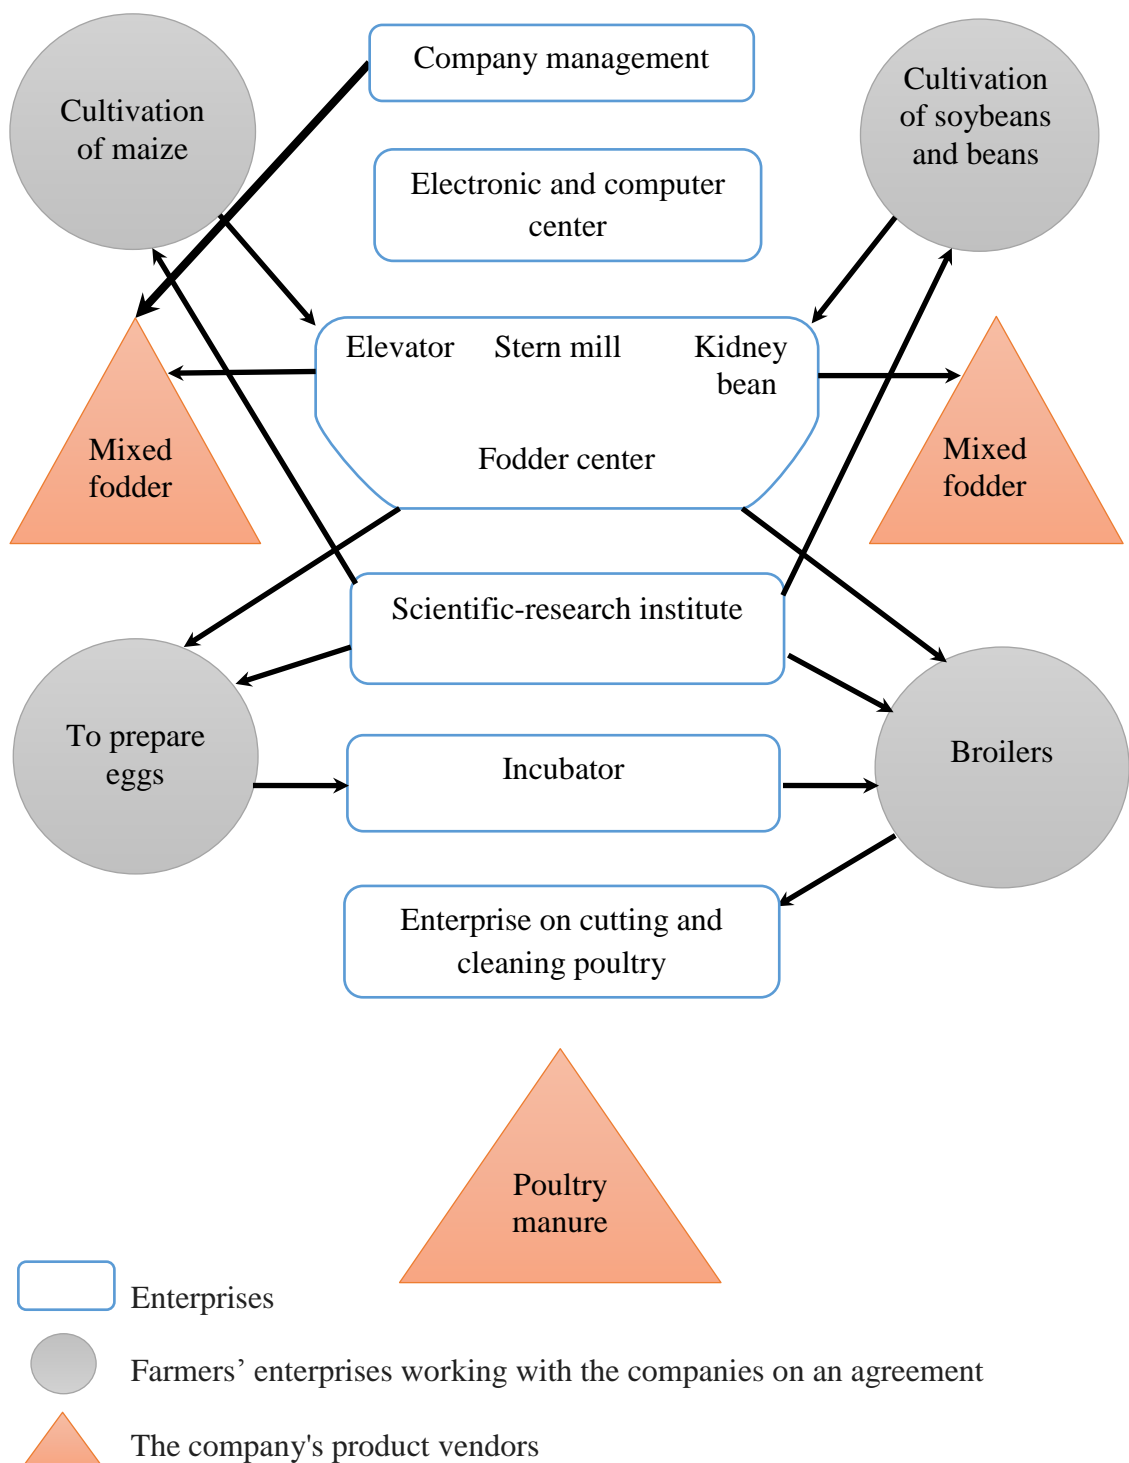 Company management
Cultivation
of maize
Cultivation
of soybeans
and beans
Electronic and computer
center
Elevator
Stern mill
Kidney
bean
Fodder center
Mixed
fodder
Mixed
fodder
Scientific-research institute
To prepare
eggs
Incubator
Broilers
Enterprise on cutting and
cleaning poultry
Poultry
manure
Enterprises
Farmers’ enterprises working with the companies on an agreement
The company's product vendors